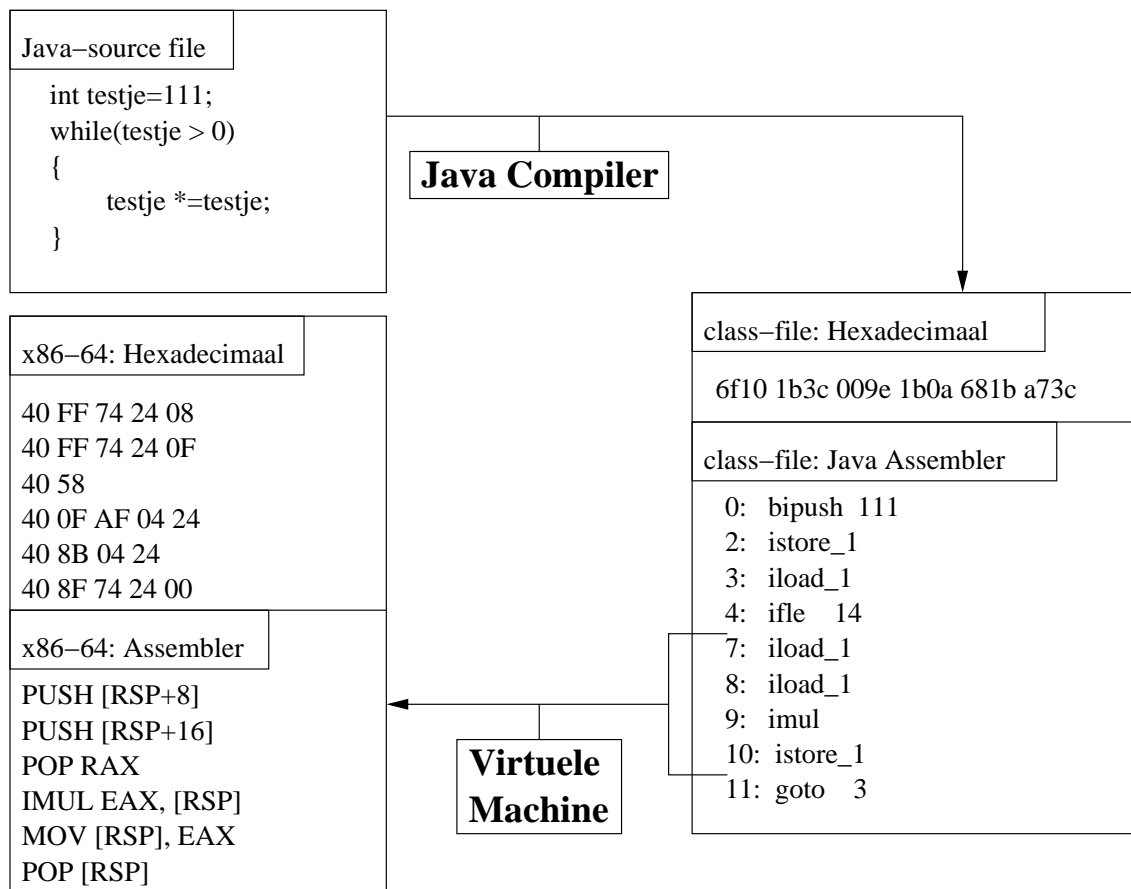 Java−source file
int testje=111;
while(testje > 0)
{
testje *=testje;
}
Java Compiler
class−file: Hexadecimaal
6f10 1b3c 009e 1b0a 681b a73c
class−file: Java Assembler
0: bipush 111
2: istore_1
3: iload_1
4: ifle 14
7: iload_1
8: iload_1
9: imul
10: istore_1
11: goto 3
Virtuele
Machine
x86−64: Hexadecimaal
40 FF 74 24 08
40 FF 74 24 0F
40 58
40 0F AF 04 24
40 8B 04 24
40 8F 74 24 00
x86−64: Assembler
PUSH [RSP+8]
PUSH [RSP+16]
POP RAX
IMUL EAX, [RSP]
MOV [RSP], EAX
POP [RSP]